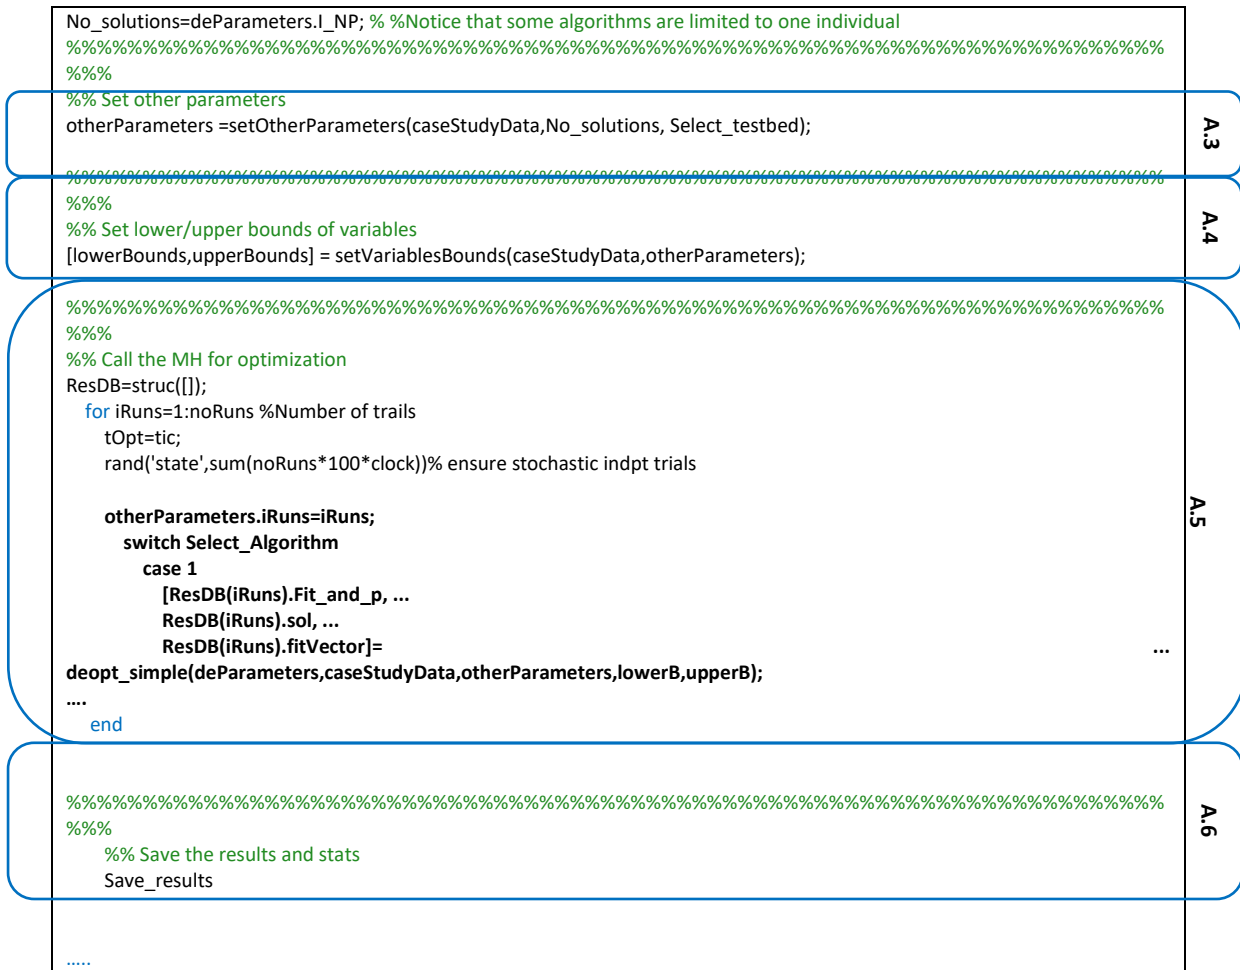 No_solutions=deParameters.I_NP; % %Notice that some algorithms are limited to one individual
%%%%%%%%%%%%%%%%%%%%%%%%%%%%%%%%%%%%%%%%%%%%%%%%%%%%%%%%%%%%%%%%%%%%%%%%%%
%%%
%% Set other parameters
otherParameters =setOtherParameters(caseStudyData,No_solutions, Select_testbed);
A.3
%%%%%%%%%%%%%%%%%%%%%%%%%%%%%%%%%%%%%%%%%%%%%%%%%%%%%%%%%%%%%%%%%%%%%%%%%%
%%%
%% Set lower/upper bounds of variables
[lowerBounds,upperBounds] = setVariablesBounds(caseStudyData,otherParameters);
A.4
%%%%%%%%%%%%%%%%%%%%%%%%%%%%%%%%%%%%%%%%%%%%%%%%%%%%%%%%%%%%%%%%%%%%%%%%%%
%%%
%% Call the MH for optimization
ResDB=struc([]);
for iRuns=1:noRuns %Number of trails
tOpt=tic;
rand('state',sum(noRuns*100*clock))% ensure stochastic indpt trials
otherParameters.iRuns=iRuns;
switch Select_Algorithm
case 1
[ResDB(iRuns).Fit_and_p, ...
ResDB(iRuns).sol, ...
ResDB(iRuns).fitVector]= ...
deopt_simple(deParameters,caseStudyData,otherParameters,lowerB,upperB);
....
end
A.5
%%%%%%%%%%%%%%%%%%%%%%%%%%%%%%%%%%%%%%%%%%%%%%%%%%%%%%%%%%%%%%%%%%%%%%%%%%
%%%
%% Save the results and stats
Save_results
A.6
.....